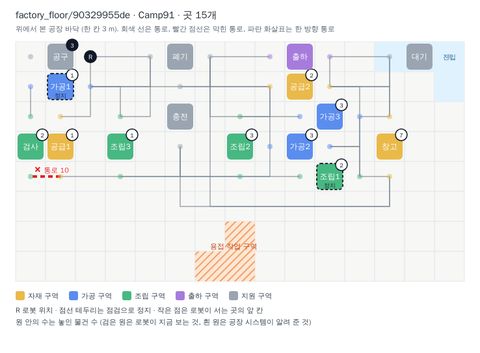 factory_floor/90329955de · Camp91 · 곳 15개
위에서 본 공장 바닥 (한 칸 3 m). 회색 선은 통로, 빨간 점선은 막힌 통로, 파란 화살표는 한 방향 통로
공구 3
R
폐기
출하
대기
진입
가공1 1
정지
공급2 2
충전
가공3 3
검사 2
공급1 1
조립3 1
조립2 3
가공2 3
창고 7
✕ 통로 10
조립1 2
정지
용접 작업 구역
자재 구역
가공 구역
조립 구역
출하 구역
지원 구역
R 로봇 위치 · 점선 테두리는 점검으로 정지 · 작은 점은 로봇이 서는 곳의 앞 칸
원 안의 수는 놓인 물건 수 (검은 원은 로봇이 지금 보는 것, 흰 원은 공장 시스템이 알려 준 것)